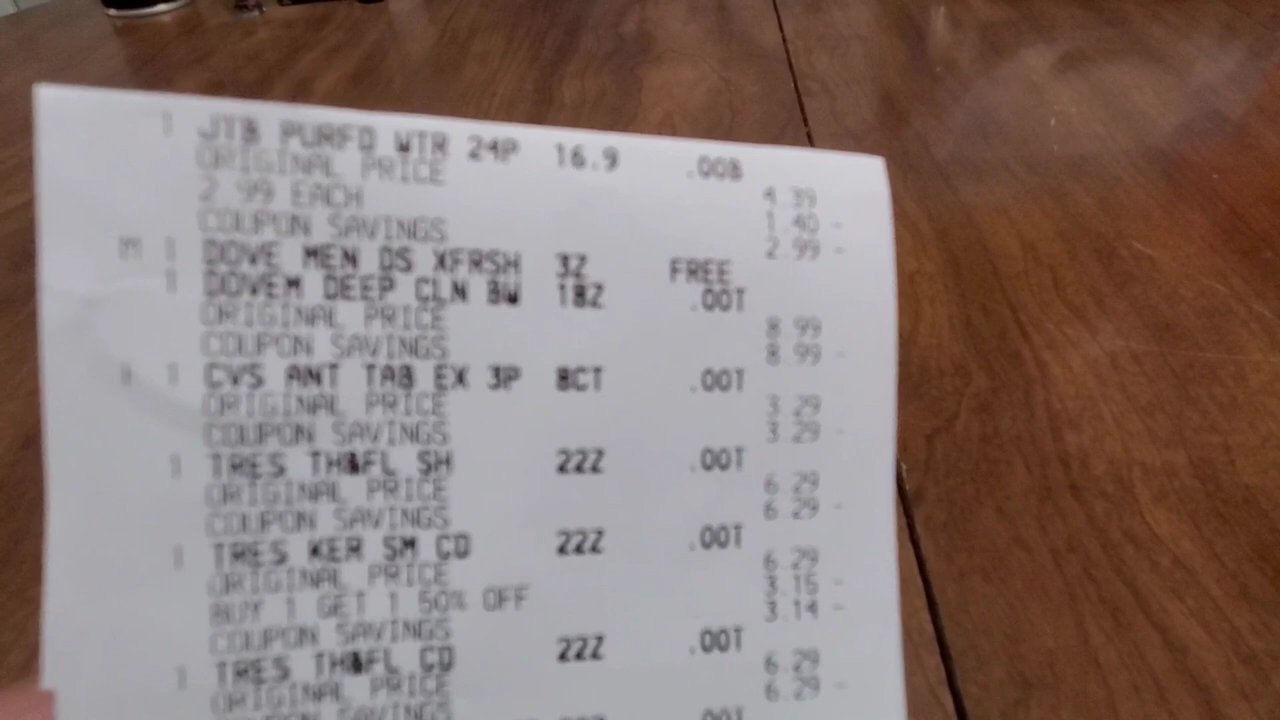 1 JTB PURFD WTR 24P 16.9 .00B
ORIGINAL PRICE 4.39
2.99 EACH 1.40 -
COUPON SAVINGS 2.99 -
M 1 DOVE MEN DS XFRSH 3Z FREE
1 DOVEM DEEP CLN BW 18Z .00T
ORIGINAL PRICE 8.99
COUPON SAVINGS 8.99 -
1 CVS ANT TAB EX 3P 8CT .00T
ORIGINAL PRICE 3.29
COUPON SAVINGS 3.29 -
1 TRES TH&FL SH 22Z .00T
ORIGINAL PRICE 6.29
COUPON SAVINGS 6.29 -
1 TRES KER SM CD 22Z .00T
ORIGINAL PRICE 6.29
BUY 1 GET 1 50% OFF 3.15 -
COUPON SAVINGS 3.14 -
1 TRES TH&FL CD 22Z .00T
ORIGINAL PRICE 6.29
COUPON SAVINGS 6.29 -